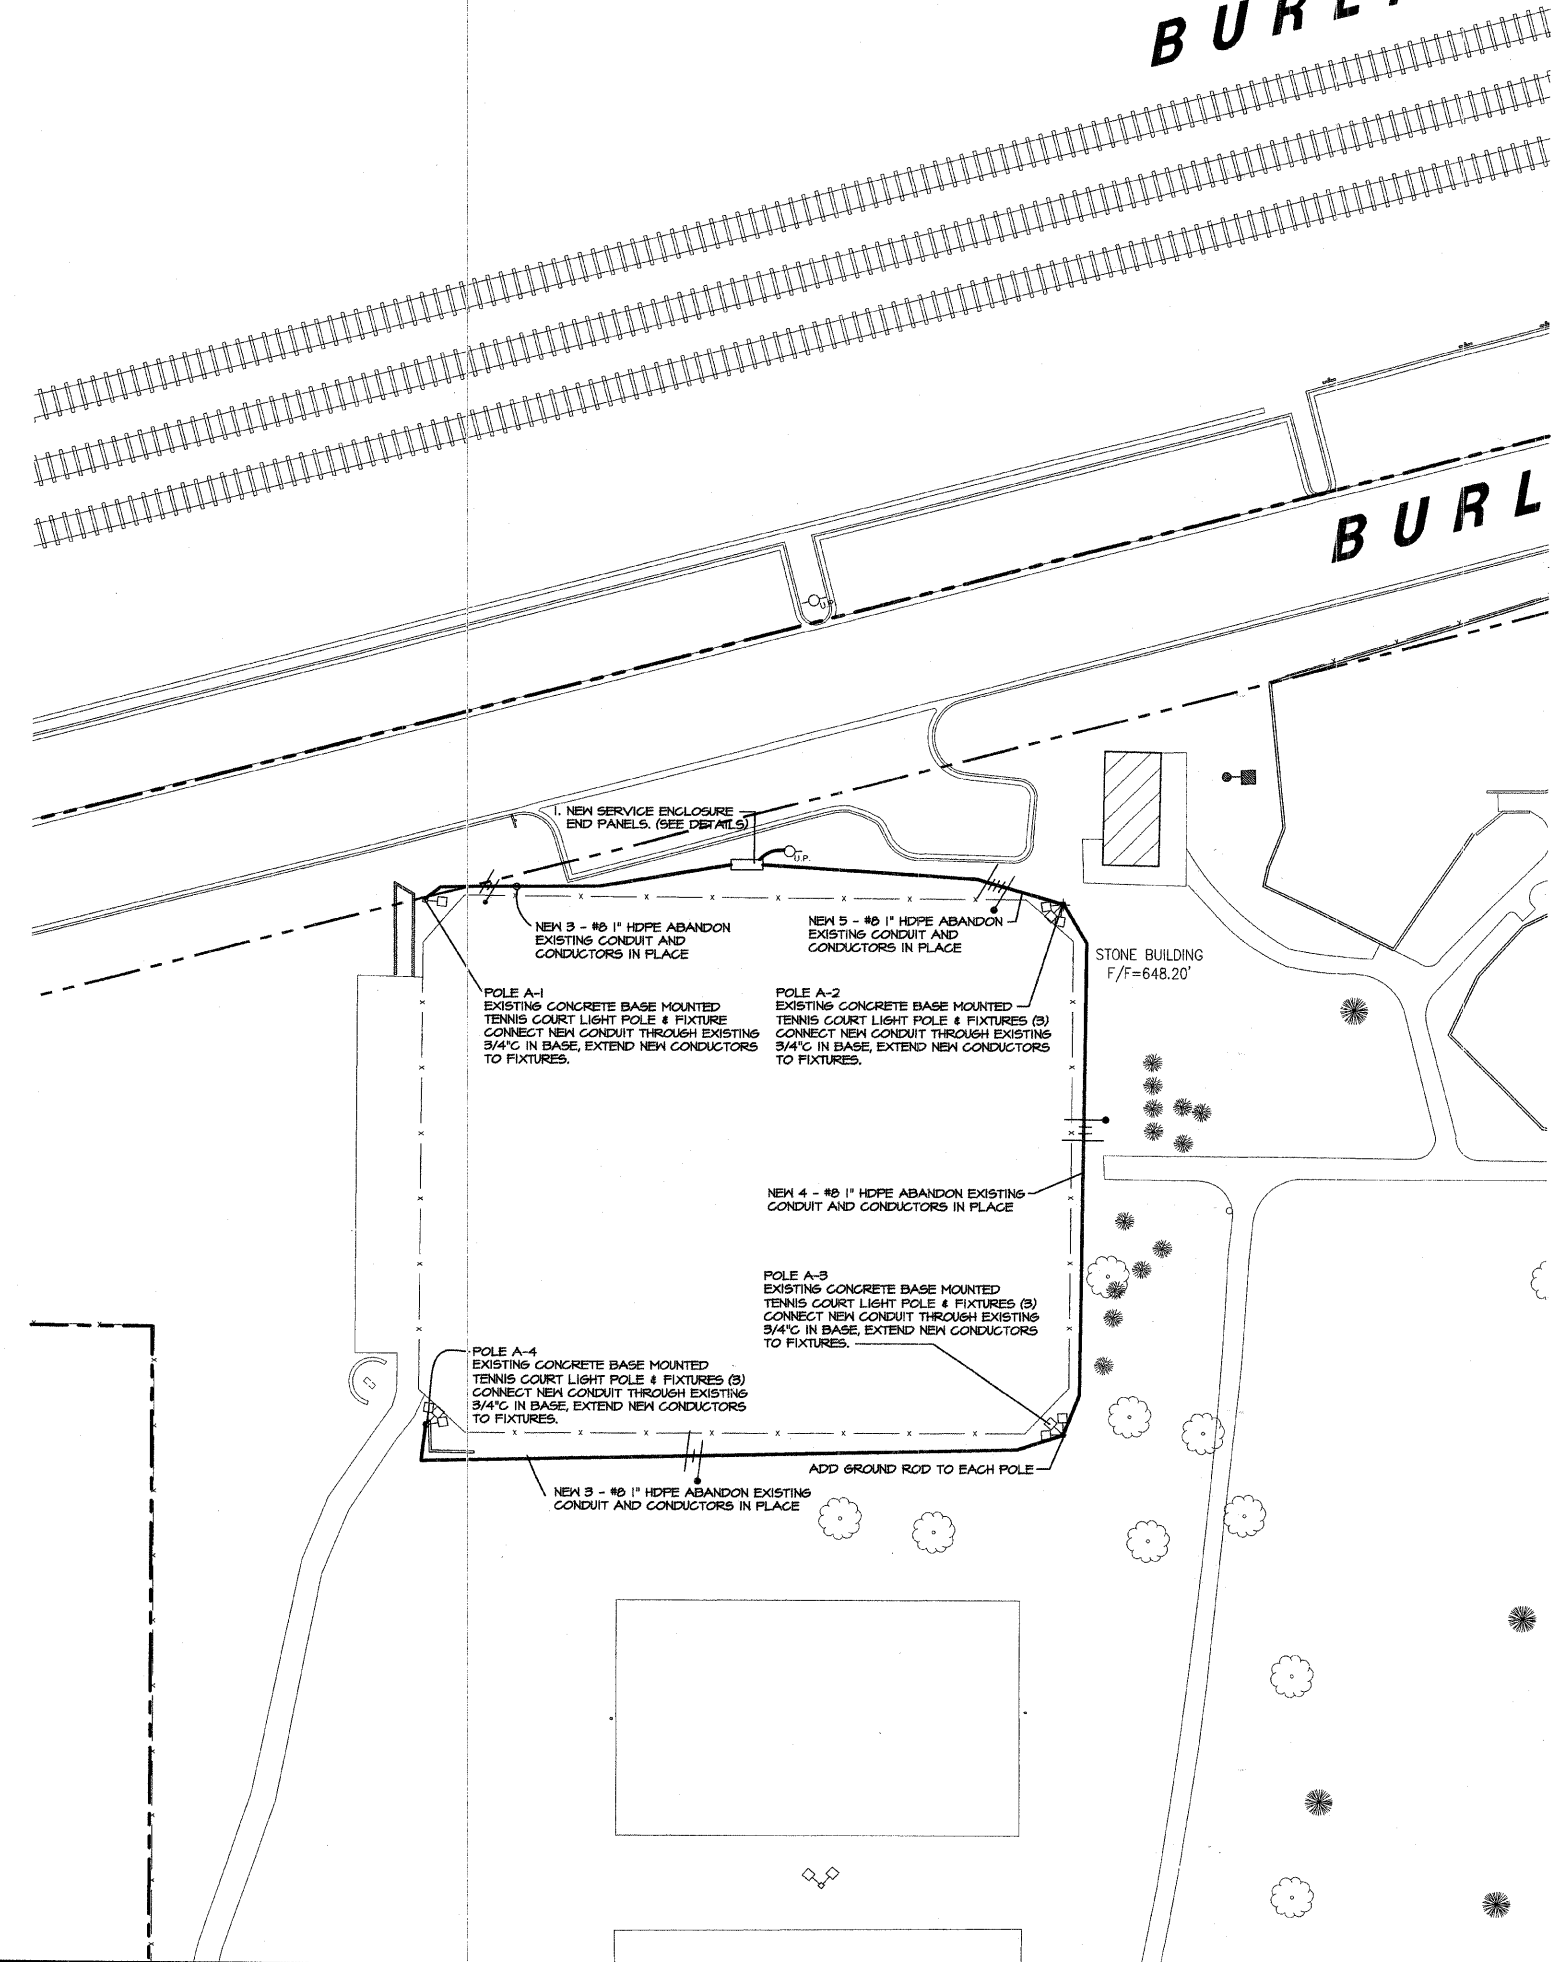 BURL
BURL
1. NEW SERVICE ENCLOSURE
END PANELS. (SEE DETAILS)
U.P.
U.P.
NEW 3 - #8 1" HDPE ABANDON
EXISTING CONDUIT AND
CONDUCTORS IN PLACE
NEW 5 - #8 1" HDPE ABANDON
EXISTING CONDUIT AND
CONDUCTORS IN PLACE
STONE BUILDING
F/F=648.20'
POLE A-1
EXISTING CONCRETE BASE MOUNTED
TENNIS COURT LIGHT POLE & FIXTURE
CONNECT NEW CONDUIT THROUGH EXISTING
3/4"C IN BASE, EXTEND NEW CONDUCTORS
TO FIXTURES.
POLE A-2
EXISTING CONCRETE BASE MOUNTED
TENNIS COURT LIGHT POLE & FIXTURES (3)
CONNECT NEW CONDUIT THROUGH EXISTING
3/4"C IN BASE, EXTEND NEW CONDUCTORS
TO FIXTURES.
NEW 4 - #8 1" HDPE ABANDON EXISTING
CONDUIT AND CONDUCTORS IN PLACE
POLE A-3
EXISTING CONCRETE BASE MOUNTED
TENNIS COURT LIGHT POLE & FIXTURES (3)
CONNECT NEW CONDUIT THROUGH EXISTING
3/4"C IN BASE, EXTEND NEW CONDUCTORS
TO FIXTURES.
POLE A-4
EXISTING CONCRETE BASE MOUNTED
TENNIS COURT LIGHT POLE & FIXTURES (3)
CONNECT NEW CONDUIT THROUGH EXISTING
3/4"C IN BASE, EXTEND NEW CONDUCTORS
TO FIXTURES.
ADD GROUND ROD TO EACH POLE
NEW 3 - #8 1" HDPE ABANDON EXISTING
CONDUIT AND CONDUCTORS IN PLACE